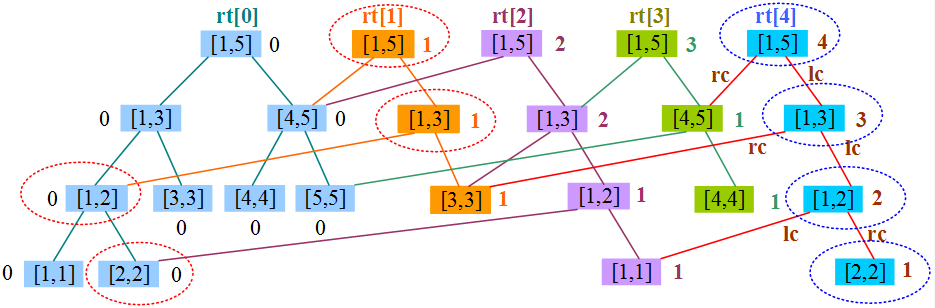 rt[0] rt[1] rt[2] rt[3] rt[4]
[1,5] 0 [1,5] 1 [1,5] 2 [1,5] 3 [1,5] 4
rc lc
0 [1,3] [4,5] 0 [1,3] 1 [1,3] 2 [4,5] 1 [1,3] 3
rc lc
0 [1,2] [3,3] [4,4] [5,5] [3,3] 1 [1,2] 1 [4,4] 1 [1,2] 2
0 0 0
lc rc
0 [1,1] [2,2] 0 [1,1] 1 [2,2] 1